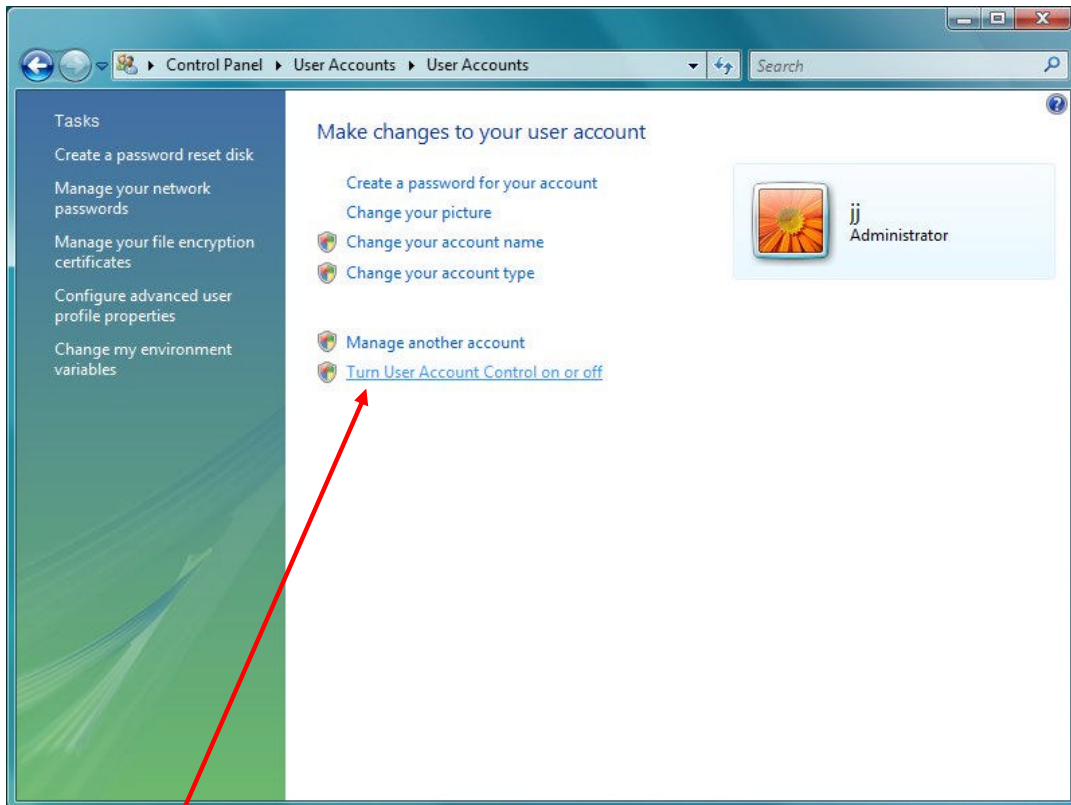 Control Panel User Accounts User Accounts
Search
Tasks
Create a password reset disk
Manage your network
passwords
Manage your file encryption
certificates
Configure advanced user
profile properties
Change my environment
variables
Make changes to your user account
Create a password for your account
Change your picture
Change your account name
Change your account type
Manage another account
Turn User Account Control on or off
jj
Administrator